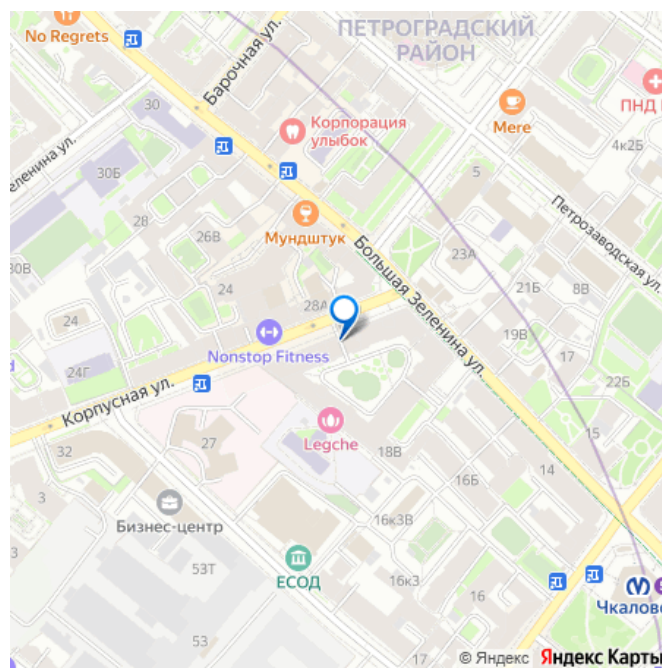 ПЕТРОГРАДСКИЙ
РАЙОН
No Regrets
Барочная ул.
ПНД
30
Mere
Корпорация
улыбок
4к2Б
еленина ул.
30Б
5
Мундштук
28
26В
Петрозаводская ул.
Большая Зеленина ул.
23А
30В
24
28А
21Б
8В
24
Nonstop Fitness
19В
17
24Г
22Б
Корпусная ул.
Legche
15
27
32
18В
14
3
16Б
Бизнес-центр
16к3В
3
53Т
ЕСОД
16к3
16
Чкаловс
53
17
© Яндекс Яндекс Карты